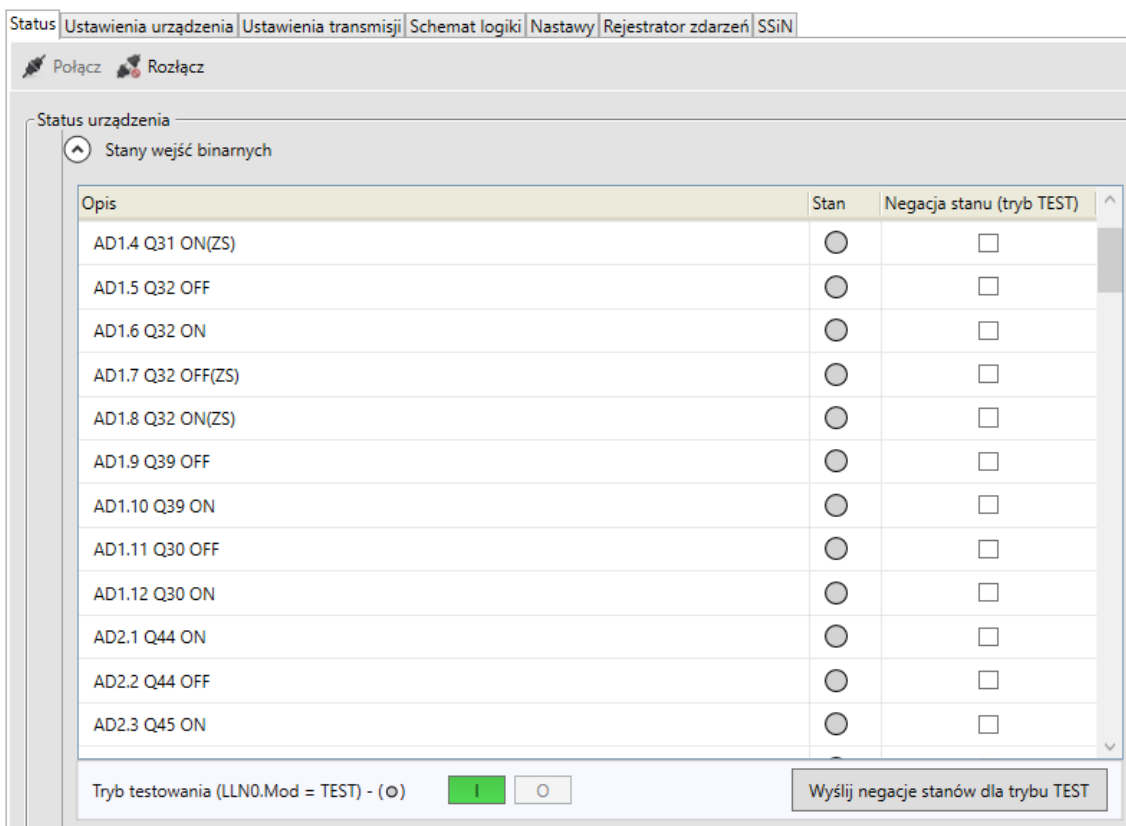 Status Ustawienia urządzenia Ustawienia transmisji Schemat logiki Nastawy Rejestrator zdarzeń SSiN
Połącz Rozłącz
Status urządzenia
Stany wejść binarnych
Opis Stan Negacja stanu (tryb TEST)
AD1.4 Q31 ON(ZS)
AD1.5 Q32 OFF
AD1.6 Q32 ON
AD1.7 Q32 OFF(ZS)
AD1.8 Q32 ON(ZS)
AD1.9 Q39 OFF
AD1.10 Q39 ON
AD1.11 Q30 OFF
AD1.12 Q30 ON
AD2.1 Q44 ON
AD2.2 Q44 OFF
AD2.3 Q45 ON
Tryb testowania (LLN0.Mod = TEST) - ( ) I O Wyślij negacje stanów dla trybu TEST